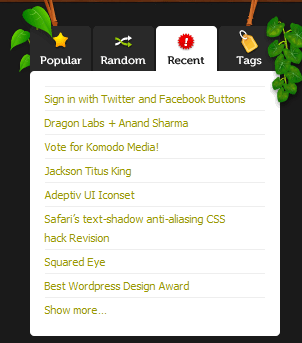 Popular Random Recent Tags
Sign in with Twitter and Facebook Buttons
Dragon Labs + Anand Sharma
Vote for Komodo Media!
Jackson Titus King
Adeptiv UI Iconset
Safari's text-shadow anti-aliasing CSS
hack Revision
Squared Eye
Best Wordpress Design Award
Show more...